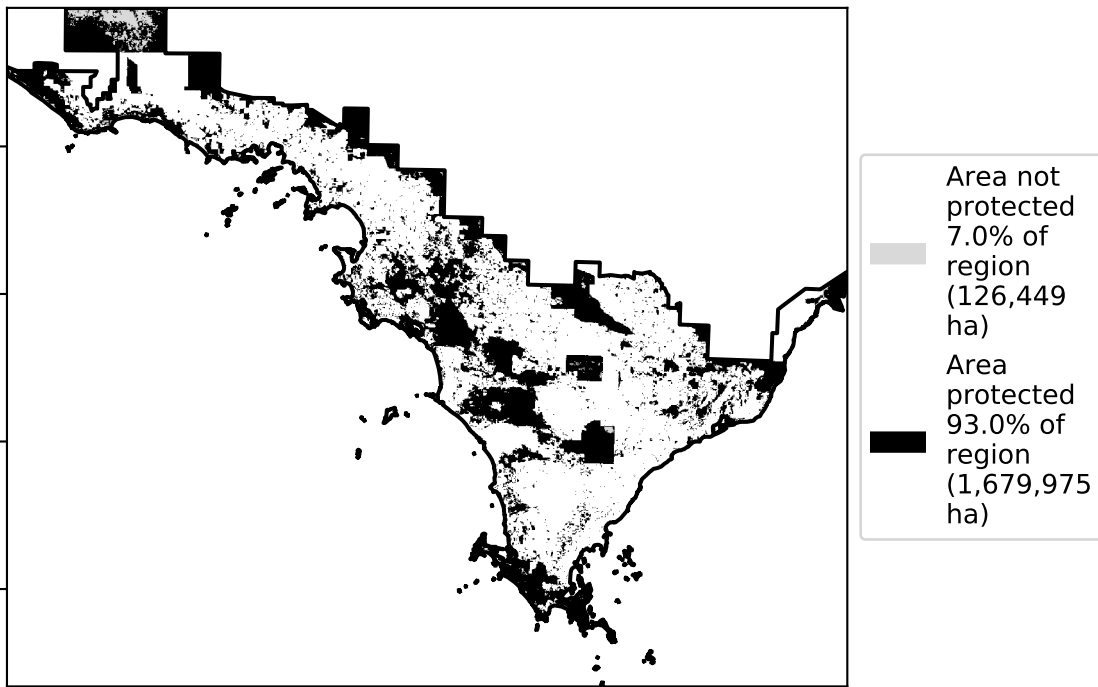 Area not
protected
7.0% of
region
(126,449
ha)
Area
protected
93.0% of
region
(1,679,975
ha)